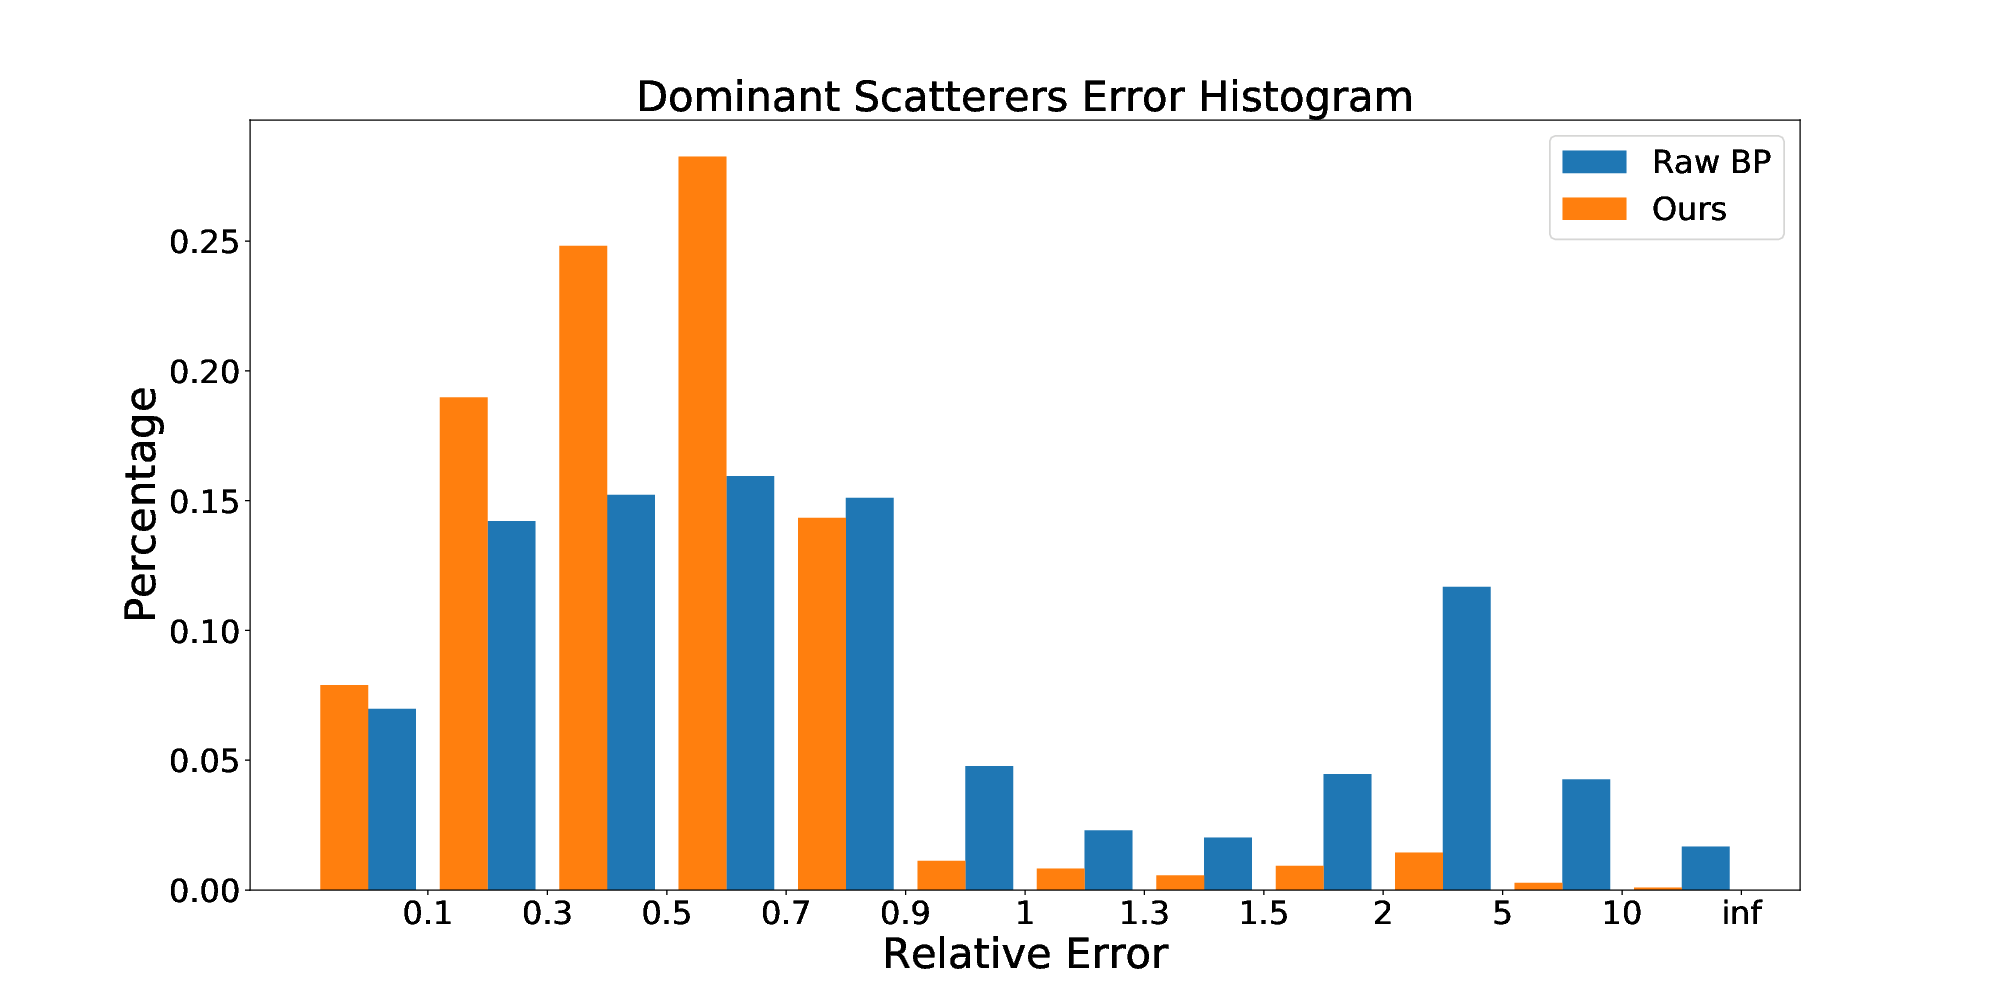 Dominant Scatterers Error Histogram
Raw BP
Ours
Percentage
0.25
0.20
0.15
0.10
0.05
0.00
0.1 0.3 0.5 0.7 0.9 1 1.3 1.5 2 5 10 inf
Relative Error